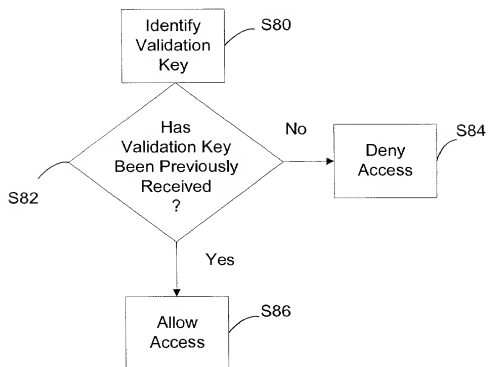 Identify
Validation
Key
S80
Has
Validation Key
Been Previously
Received
?
S82
No
Deny
Access
S84
Yes
Allow
Access
S86